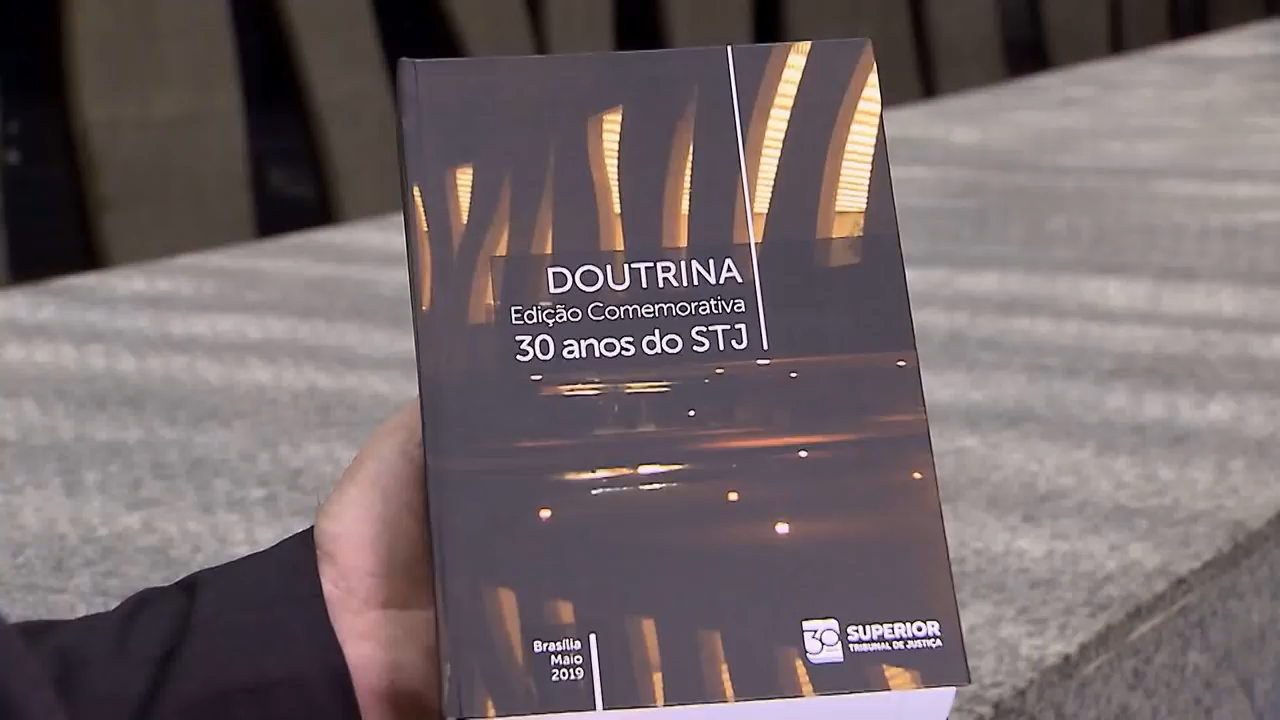 DOUTRINA
Edição Comemorativa
30 anos do STJ
Brasília
Maio
2019
30
SUPERIOR
TRIBUNAL DE JUSTIÇA